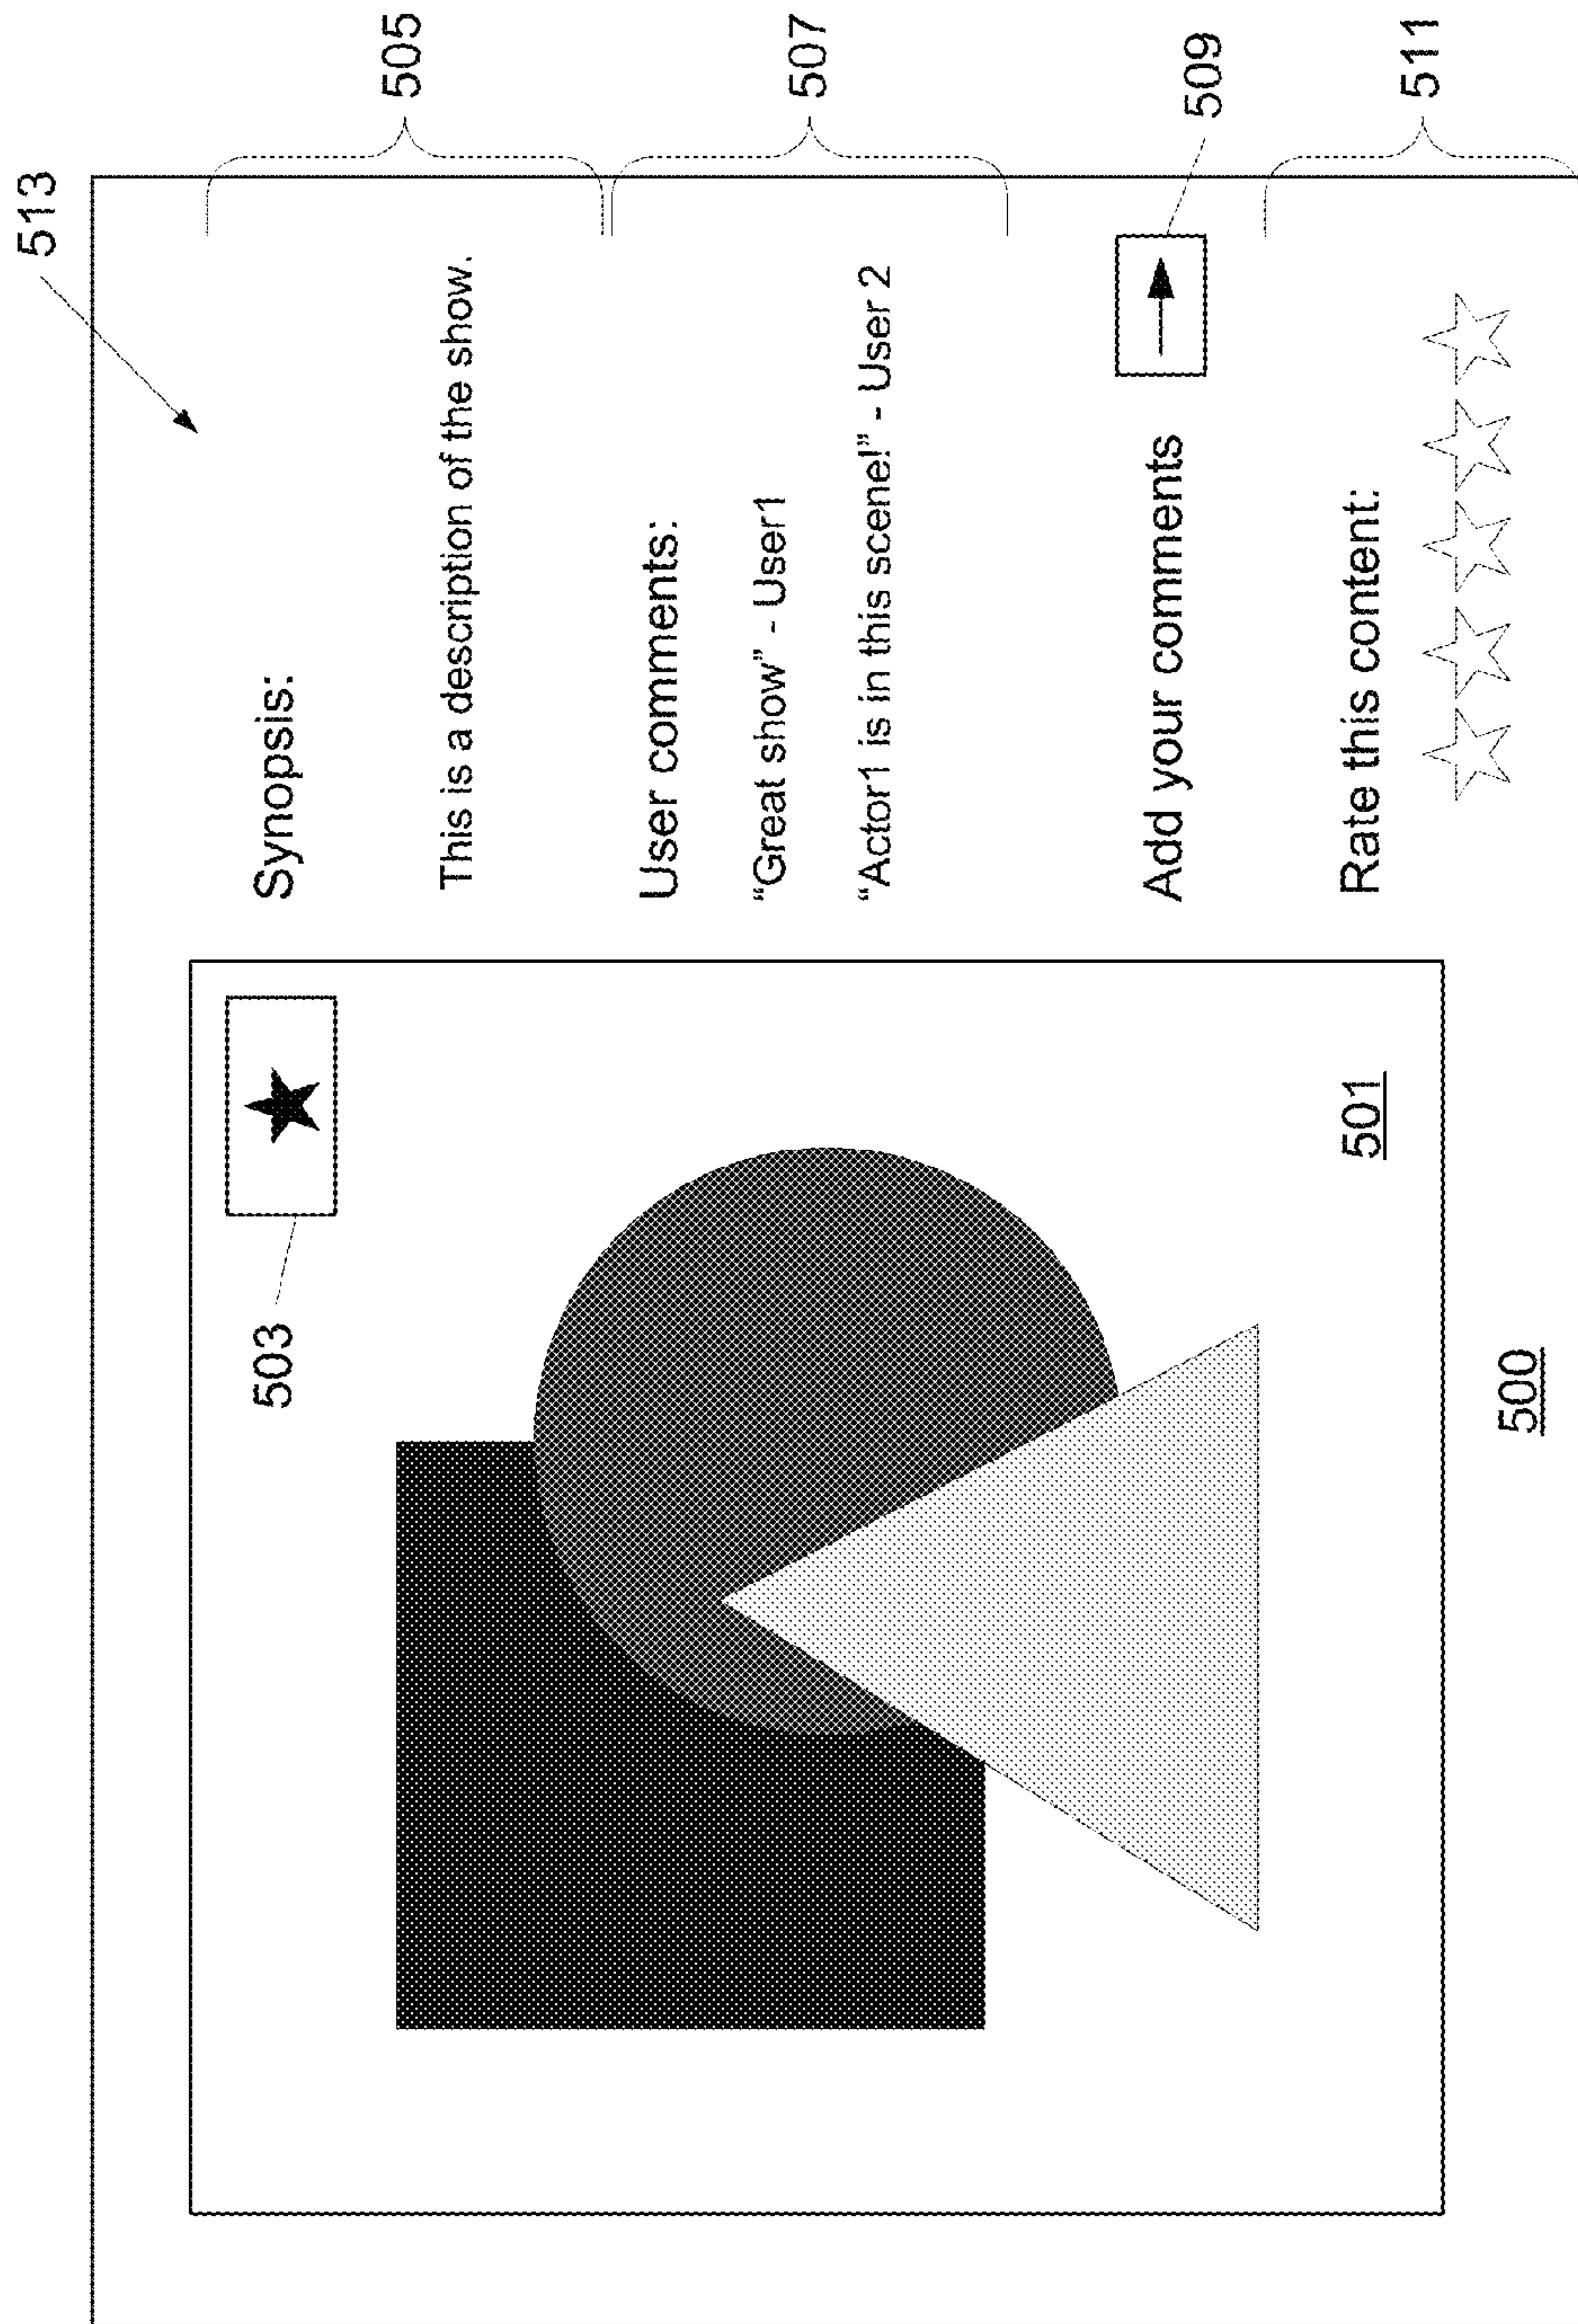 513
503
Synopsis:
505
This is a description of the show.
User comments:
507
“Great show” - User1
“Actor1 is in this scene!” - User 2
Add your comments
509
Rate this content:
511
501
500